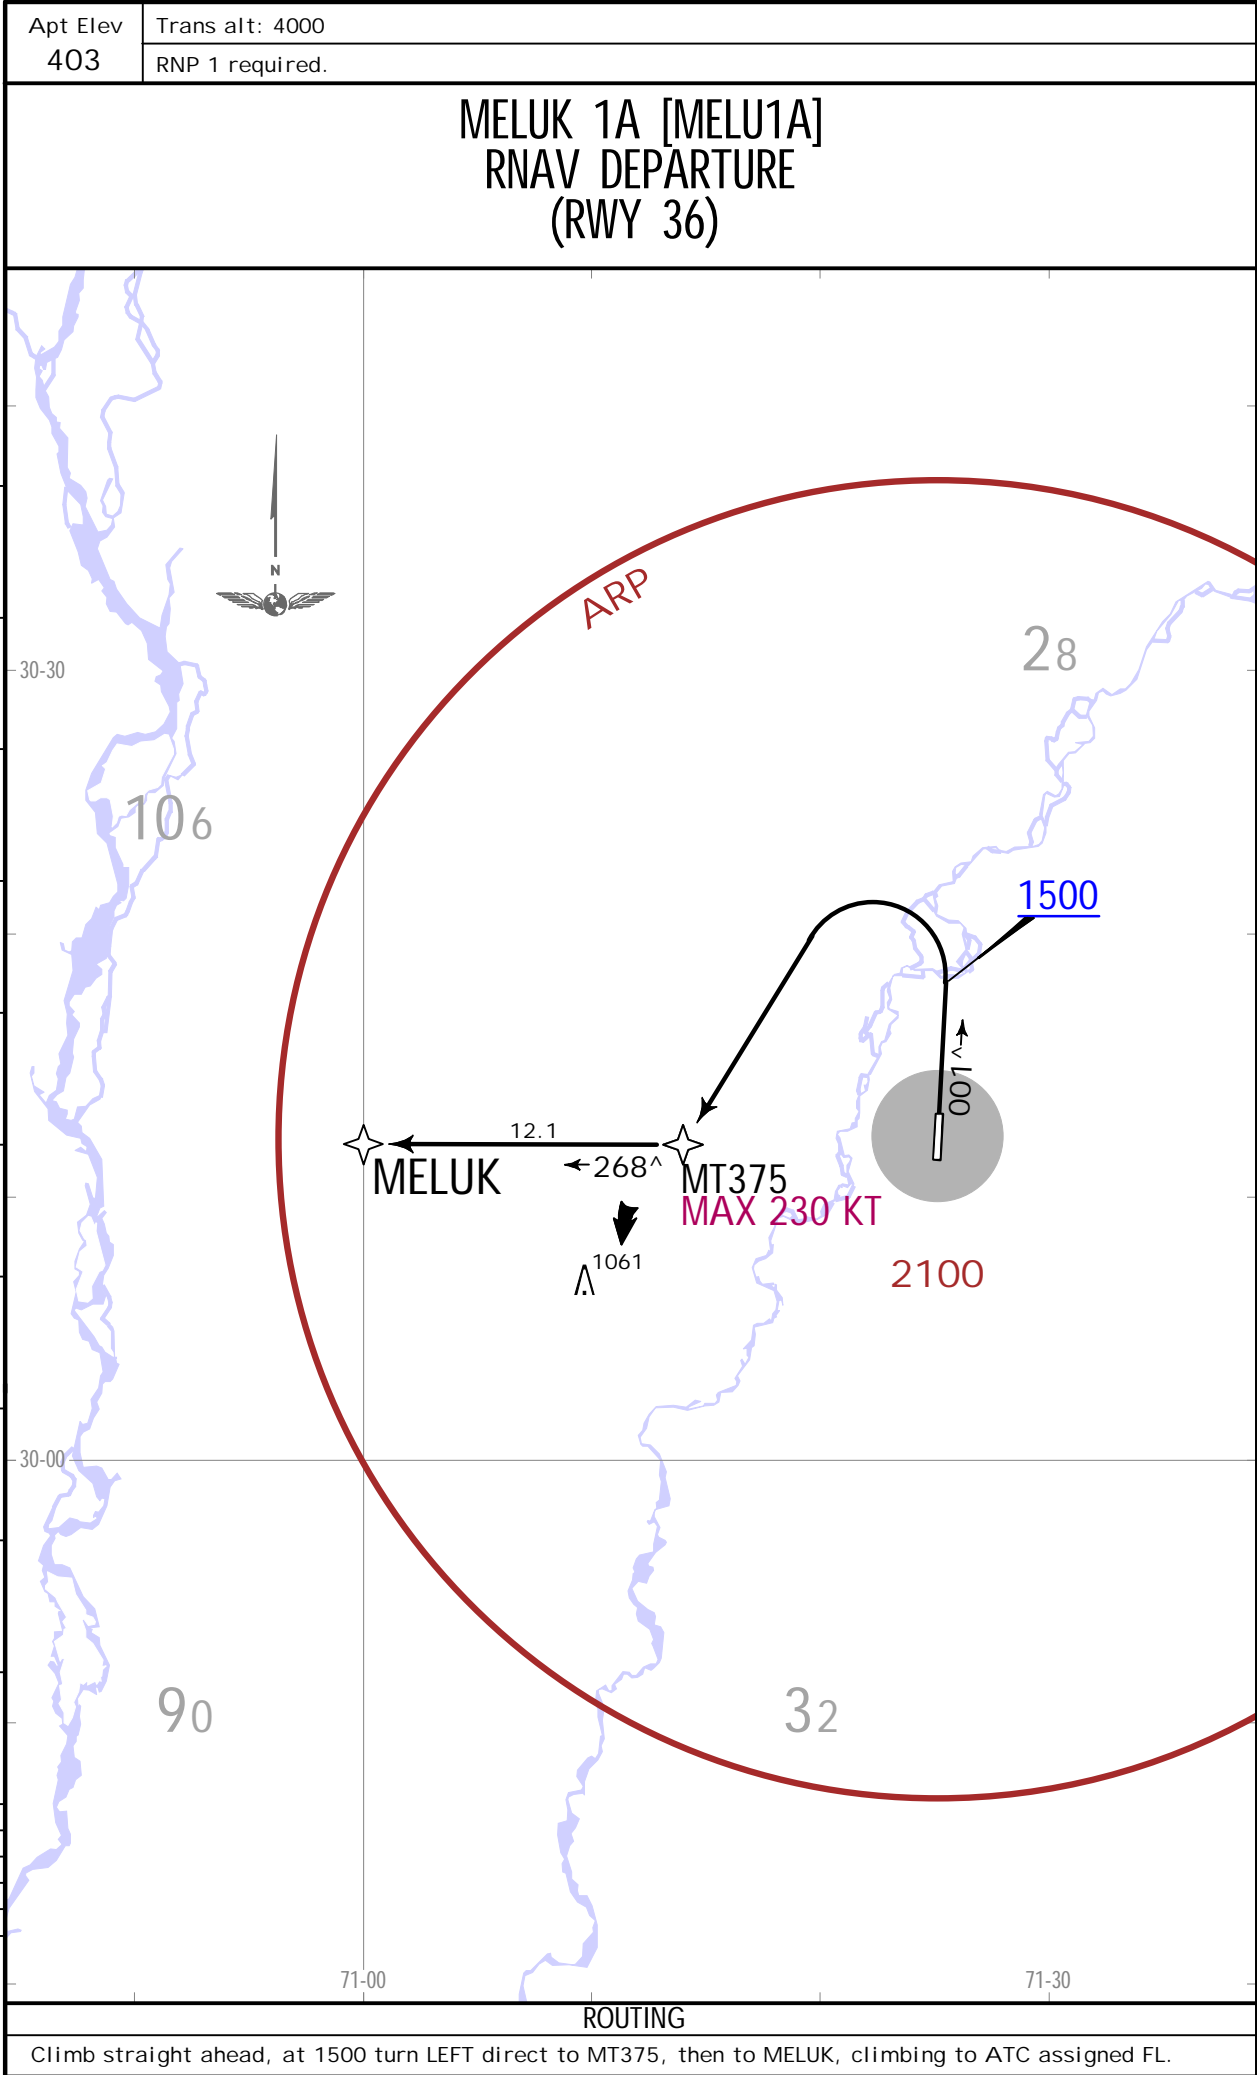 Apt Elev
403
Trans alt: 4000
RNP 1 required.
MELUK 1A [MELU1A]
RNAV DEPARTURE
(RWY 36)
N
ARP
28
30-30
106
1500
001^
12.1
268^
MELUK
MT375
MAX 230 KT
1061
2100
30-00
90
32
71-00
71-30
ROUTING
Climb straight ahead, at 1500 turn LEFT direct to MT375, then to MELUK, climbing to ATC assigned FL.